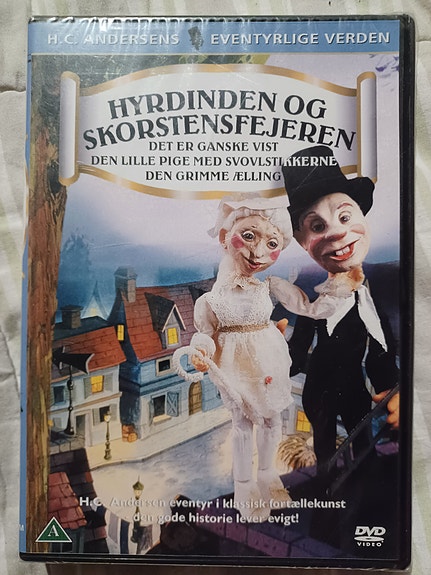 H.C. ANDERSENS EVENTYRLIGE VERDEN
HYRDINDEN OG
SKORSTENSFEJEREN
DET ER GANSKE VIST
DEN LILLE PIGE MED SVOVLSTIKKERNE
DEN GRIMME ÆLLING
H.C. Andersen eventyr i klassisk fortællekunst
den gode historie lever evigt!
A
DVD
VIDEO